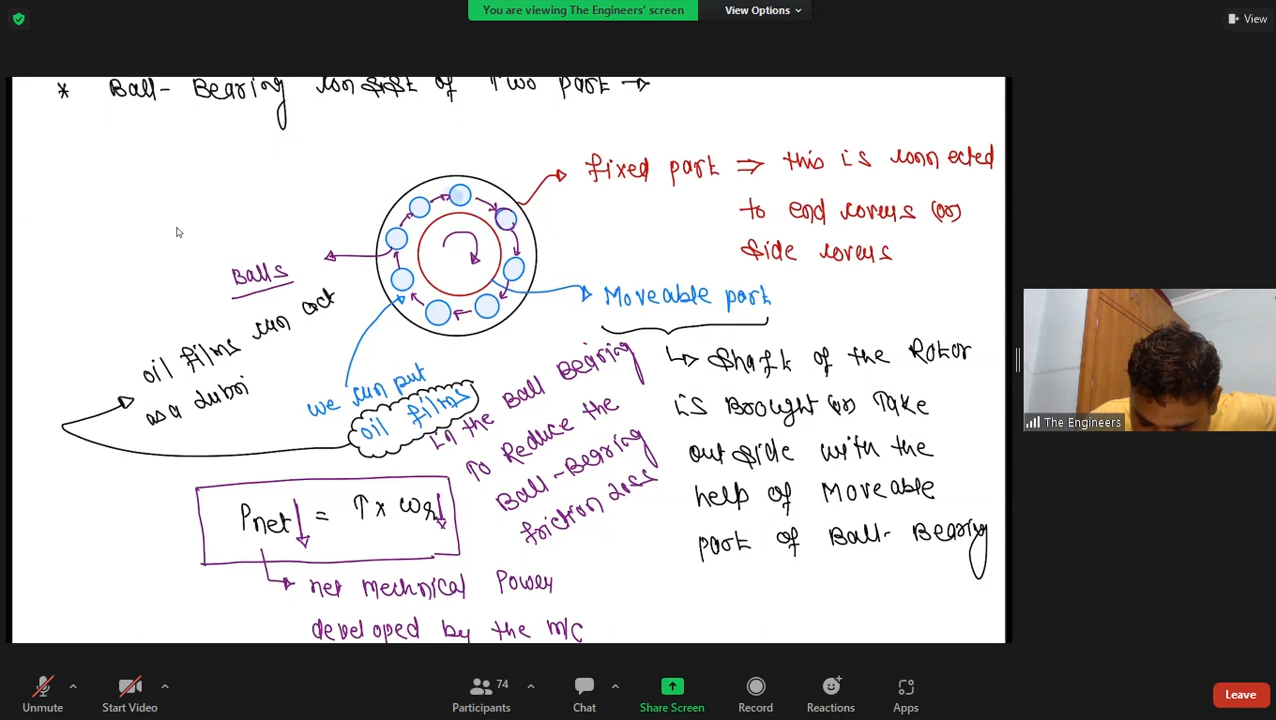 You are viewing The Engineers' screen
View Options
View
* Ball-Bearing consist of Two part →
fixed part ⇒ this is connected
to end covers (or)
side covers
Balls
Moveable part
oil films can act
as a lubri
we can put
oil films
in the Ball Bearing
To Reduce the
Ball-Bearing
friction loss
↳ Shaft of the Rotor
is Brought (or) Take
out side with the
help of Moveable
part of Ball-Bearing
Pnet↓ = T x ωr↓
net mechnical Power
developed by the m/c
The Engineers
Unmute
Start Video
74
Participants
Chat
Share Screen
Record
Reactions
Apps
Leave